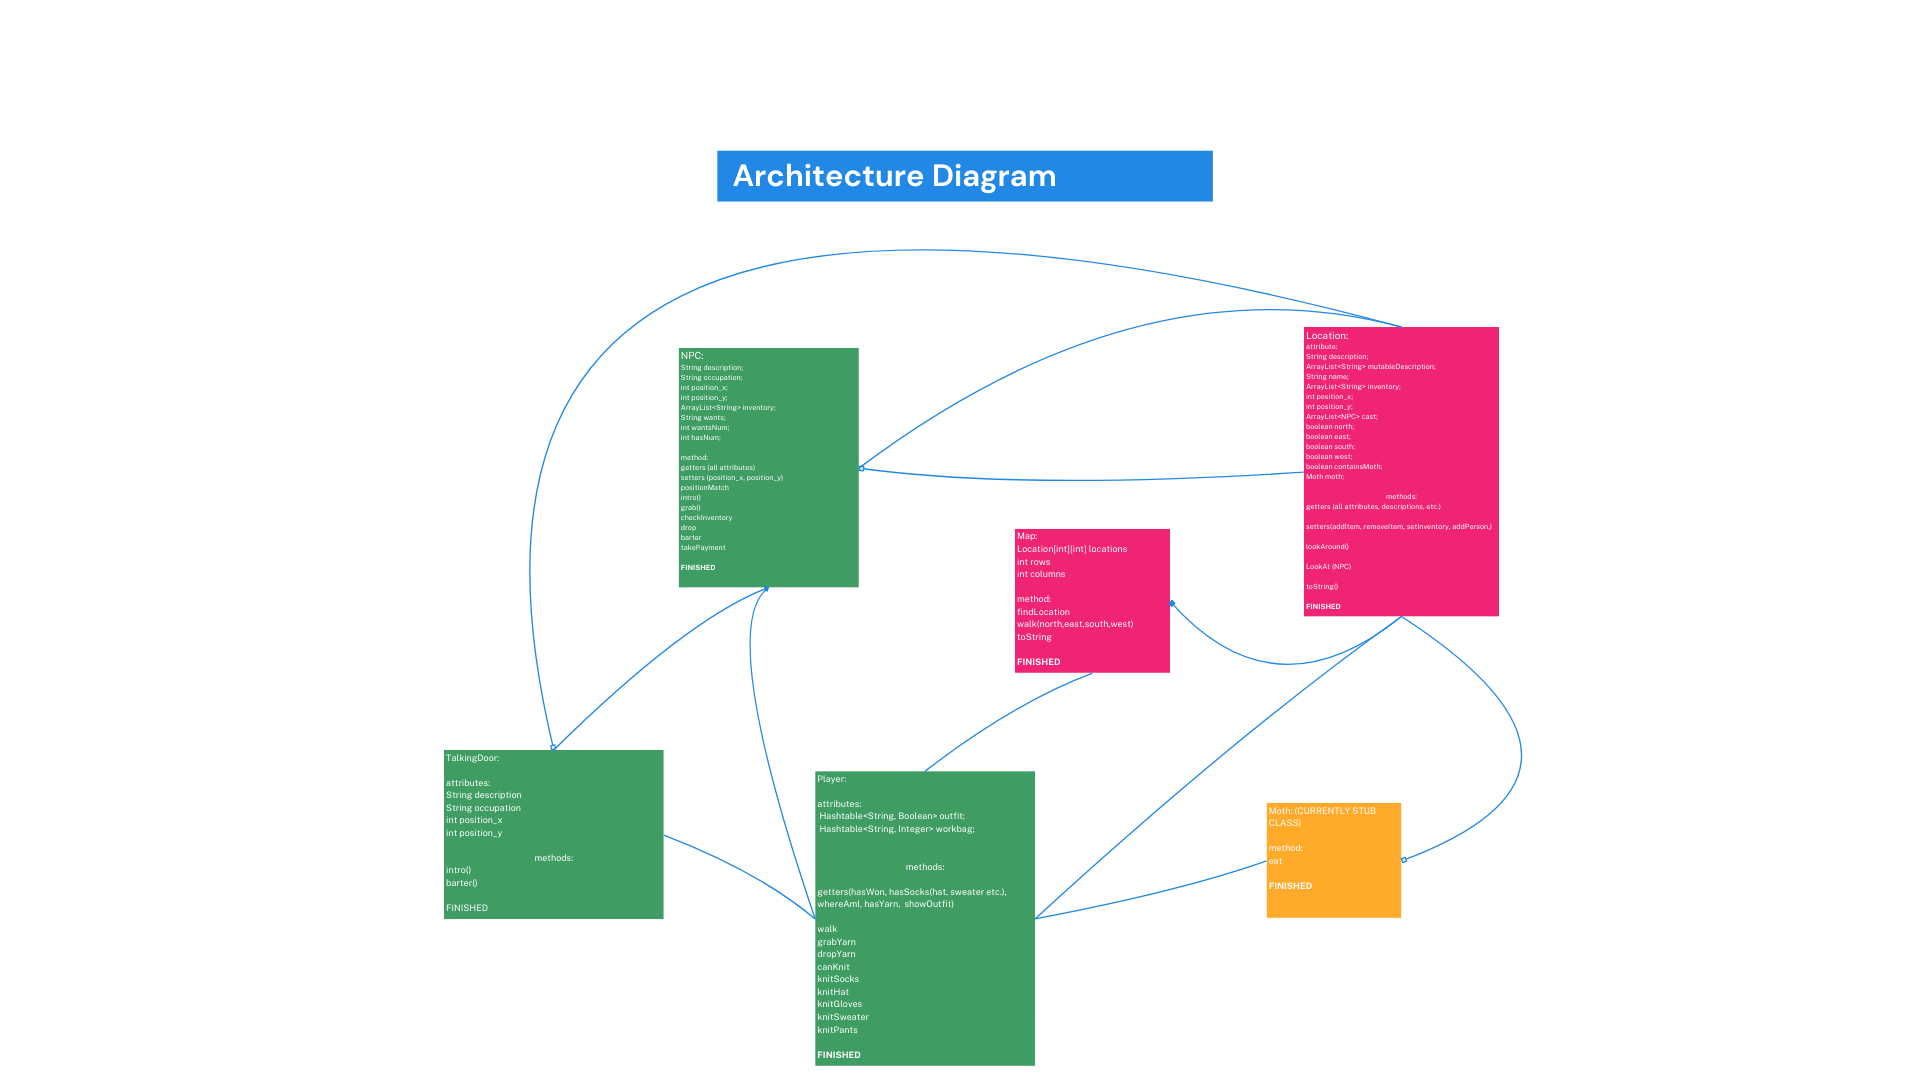 Architecture Diagram
NPC:
String description;
String occupation;
int position_x;
int position_y;
ArrayList<String> inventory;
String wants;
int wantsNum;
int hasNum;
method:
getters (all attributes)
setters (position_x, position_y)
positionMatch
intro()
grab()
checkInventory
drop
barter
takePayment
FINISHED
Location:
attribute:
String description;
ArrayList<String> mutableDescription;
String name;
ArrayList<String> inventory;
int position_x;
int position_y;
ArrayList<NPC> cast;
boolean north;
boolean east;
boolean south;
boolean west;
boolean containsMoth;
Moth moth;
methods:
getters (all attributes, descriptions, etc.)
setters(addItem, removeItem, setInventory, addPerson,)
lookAround()
LookAt (NPC)
toString()
FINISHED
Map:
Location[int][int] locations
int rows
int columns
method:
findLocation
walk(north,east,south,west)
toString
FINISHED
TalkingDoor:
attributes:
String description
String occupation
int position_x
int position_y
methods:
intro()
barter()
FINISHED
Player:
attributes:
Hashtable<String, Boolean> outfit;
Hashtable<String, Integer> workbag;
methods:
getters(hasWon, hasSocks(hat, sweater etc.),
whereAmI, hasYarn, showOutfit)
walk
grabYarn
dropYarn
canKnit
knitSocks
knitHat
knitGloves
knitSweater
knitPants
FINISHED
Moth: (CURRENTLY STUB
CLASS)
method:
eat
FINISHED